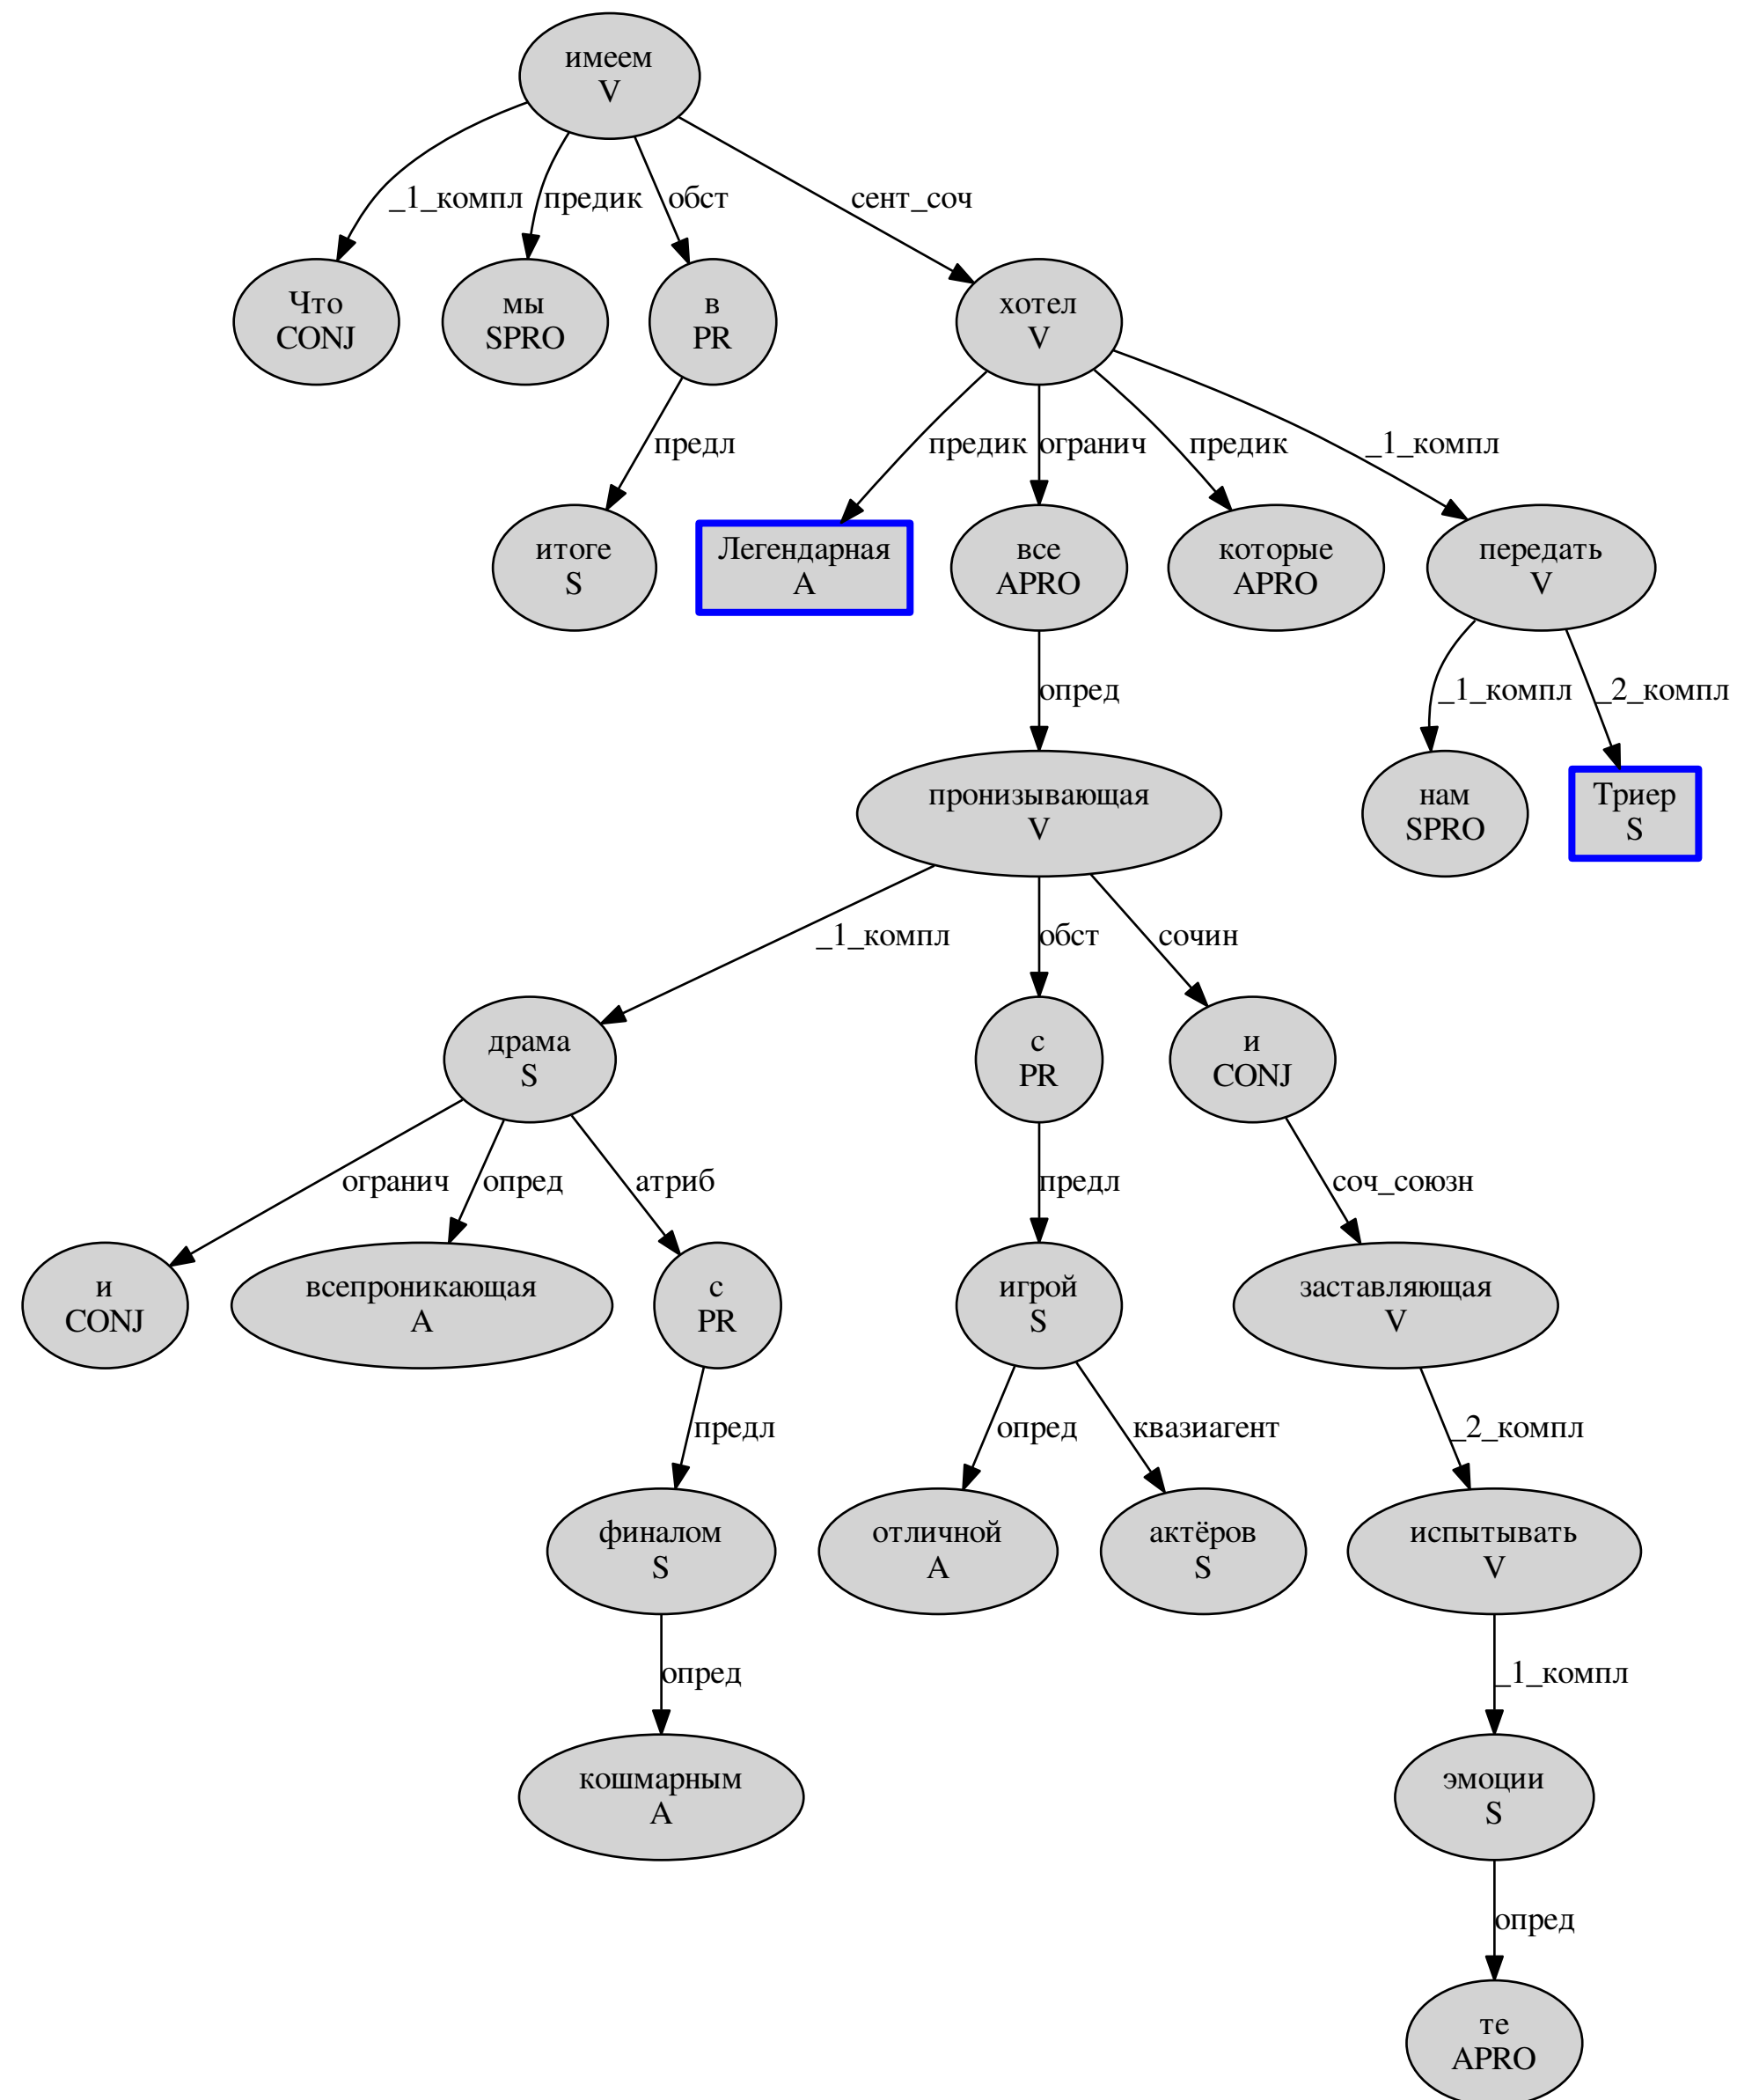 имеем
V
_1_компл
предик
обст
сент_соч
Что
CONJ
мы
SPRO
в
PR
хотел
V
предл
предик
огранич
предик
_1_компл
итоге
S
Легендарная
A
все
APRO
которые
APRO
передать
V
опред
_1_компл
_2_компл
пронизывающая
V
нам
SPRO
Триер
S
_1_компл
обст
сочин
драма
S
с
PR
и
CONJ
огранич
опред
атриб
предл
соч_союзн
и
CONJ
всепроникающая
A
с
PR
игрой
S
заставляющая
V
предл
опред
квазиагент
_2_компл
финалом
S
отличной
A
актёров
S
испытывать
V
опред
_1_компл
кошмарным
A
эмоции
S
опред
те
APRO